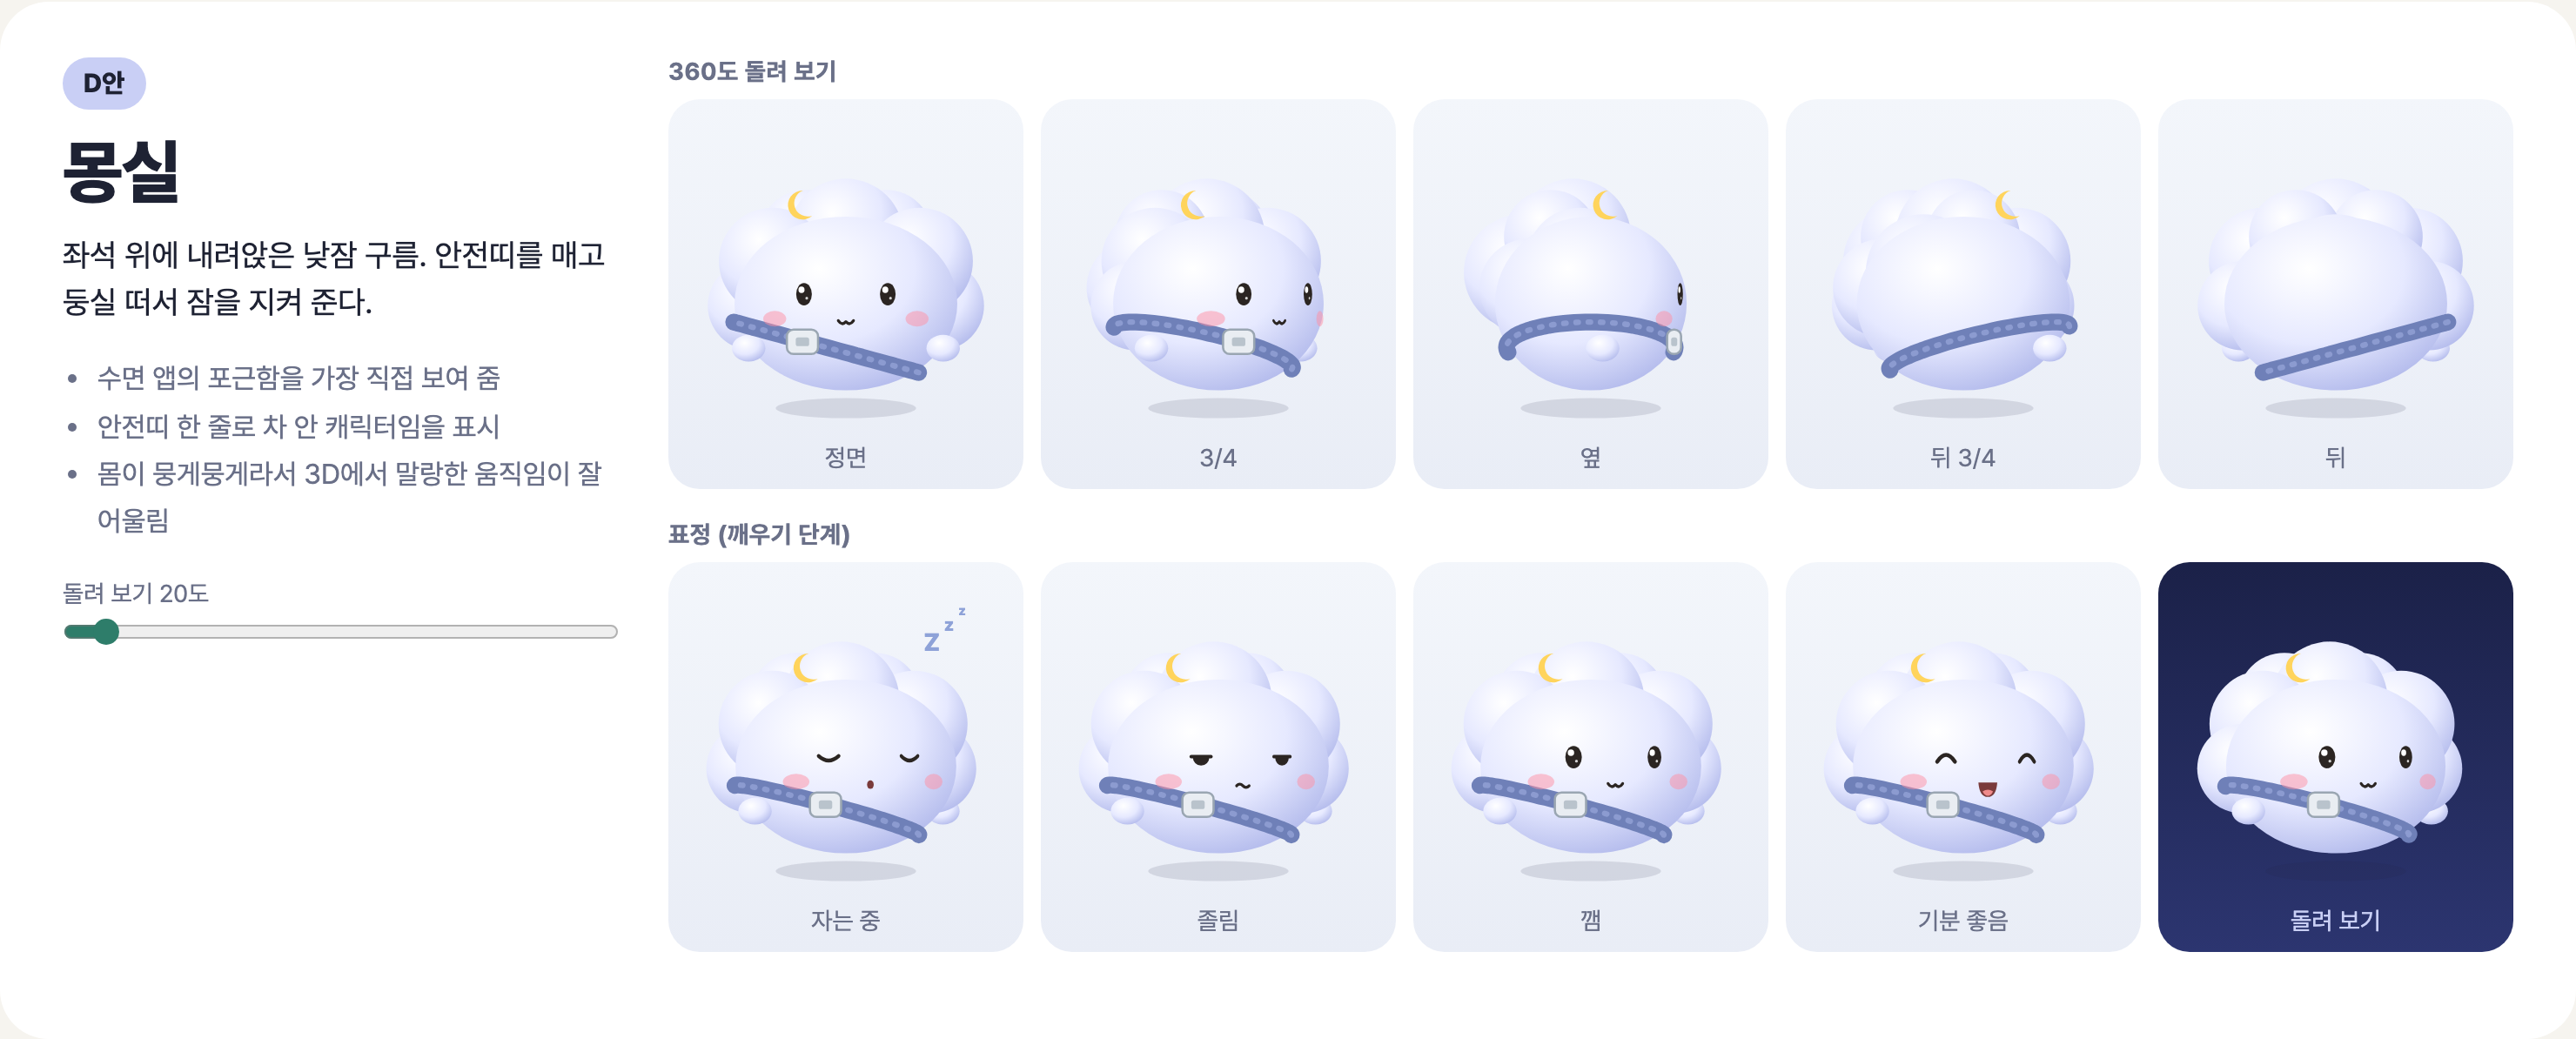 D안
몽실
좌석 위에 내려앉은 낮잠 구름. 안전띠를 매고
둥실 떠서 잠을 지켜 준다.
• 수면 앱의 포근함을 가장 직접 보여 줌
• 안전띠 한 줄로 차 안 캐릭터임을 표시
• 몸이 뭉게뭉게라서 3D에서 말랑한 움직임이 잘
어울림
돌려 보기 20도
360도 돌려 보기
정면
3/4
옆
뒤 3/4
뒤
표정 (깨우기 단계)
z z z
자는 중
졸림
깸
기분 좋음
돌려 보기